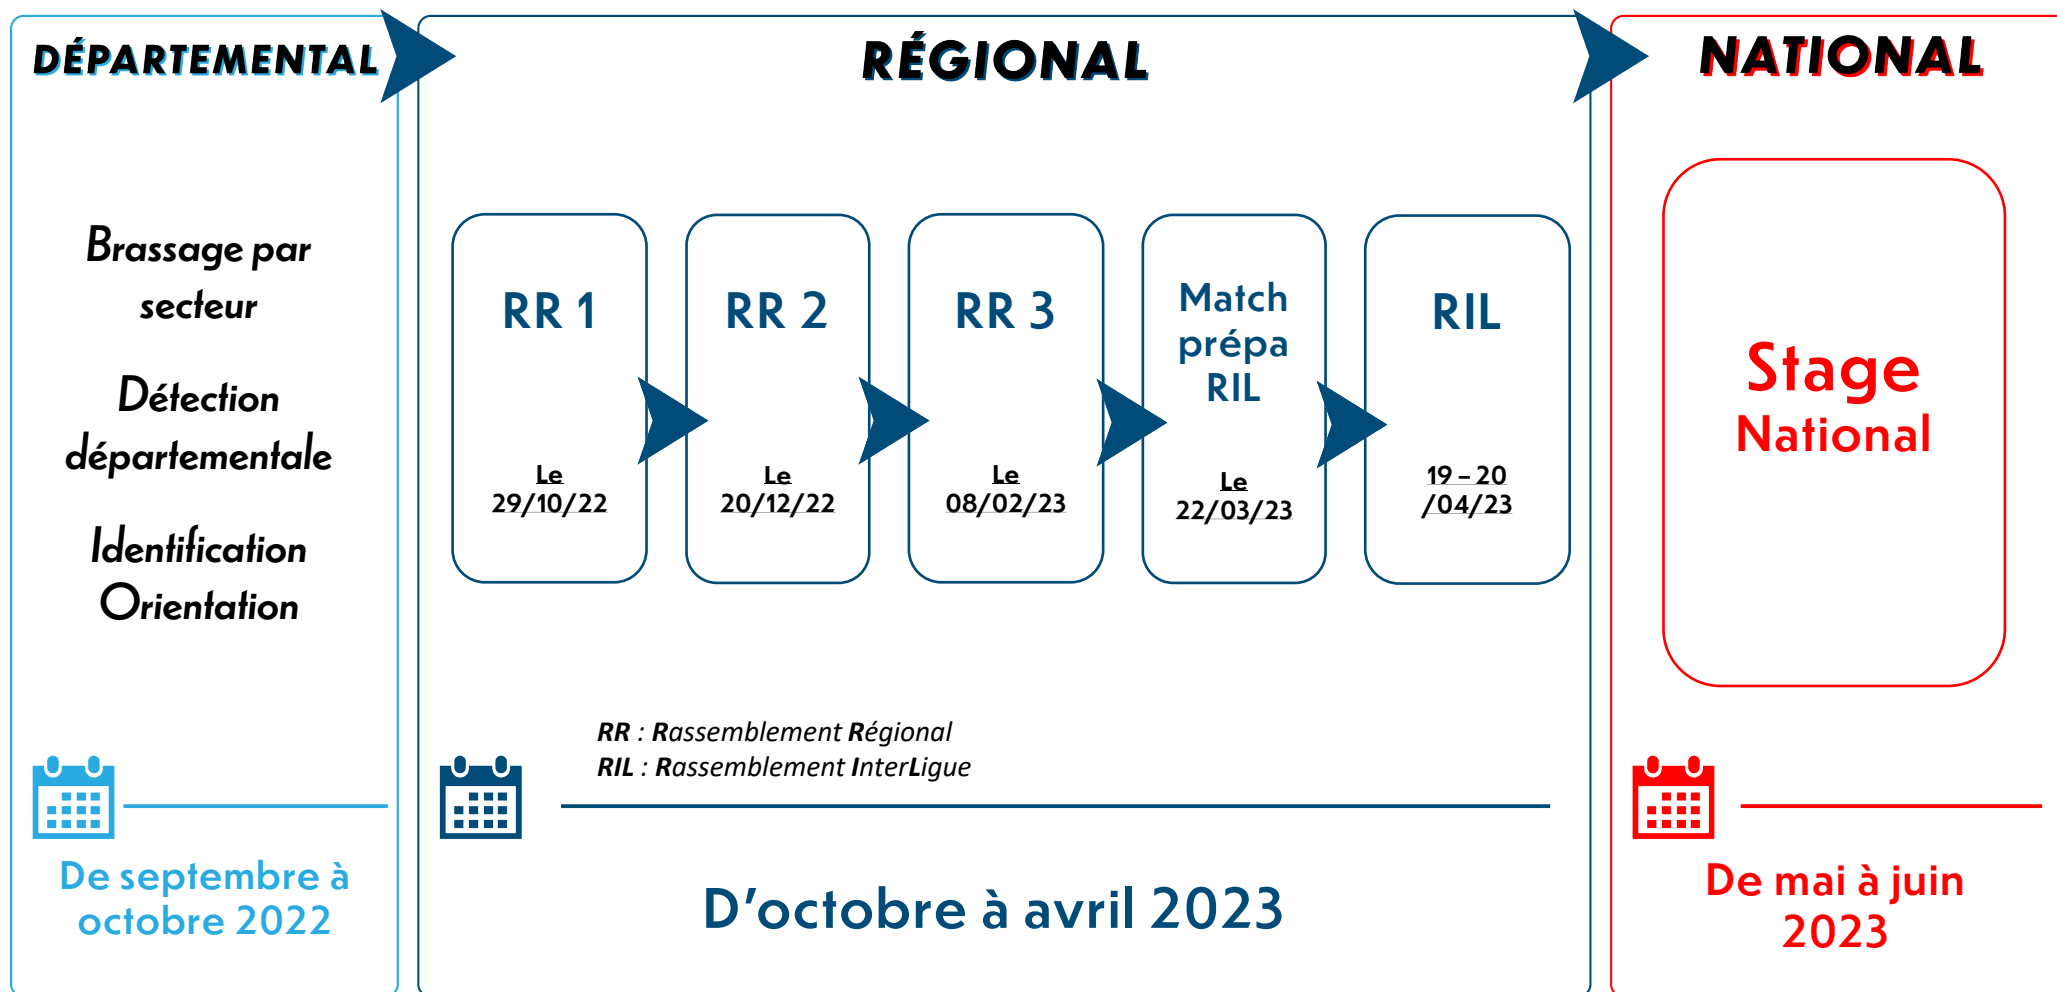 DÉPARTEMENTAL
Brassage par
secteur
Détection
départementale
Identification
Orientation
De septembre à
octobre 2022
RÉGIONAL
RR 1
Le
29/10/22
RR 2
Le
20/12/22
RR 3
Le
08/02/23
Match
prépa
RIL
Le
22/03/23
RIL
19 – 20
/04/23
RR : Rassemblement Régional
RIL : Rassemblement InterLigue
D’octobre à avril 2023
NATIONAL
Stage
National
De mai à juin
2023